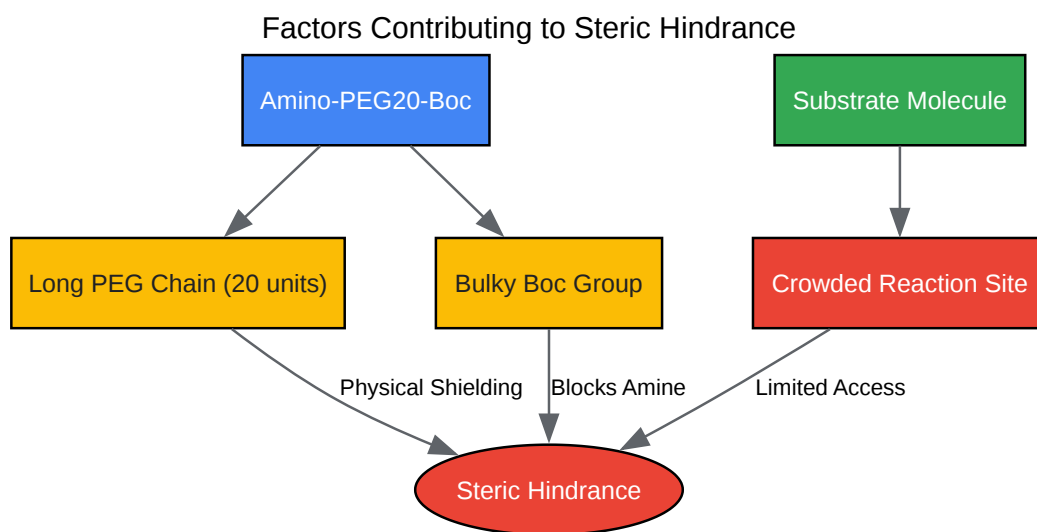 Factors Contributing to Steric Hindrance
Amino-PEG20-Boc
Substrate Molecule
Long PEG Chain (20 units)
Bulky Boc Group
Crowded Reaction Site
Physical Shielding
Blocks Amine
Limited Access
Steric Hindrance